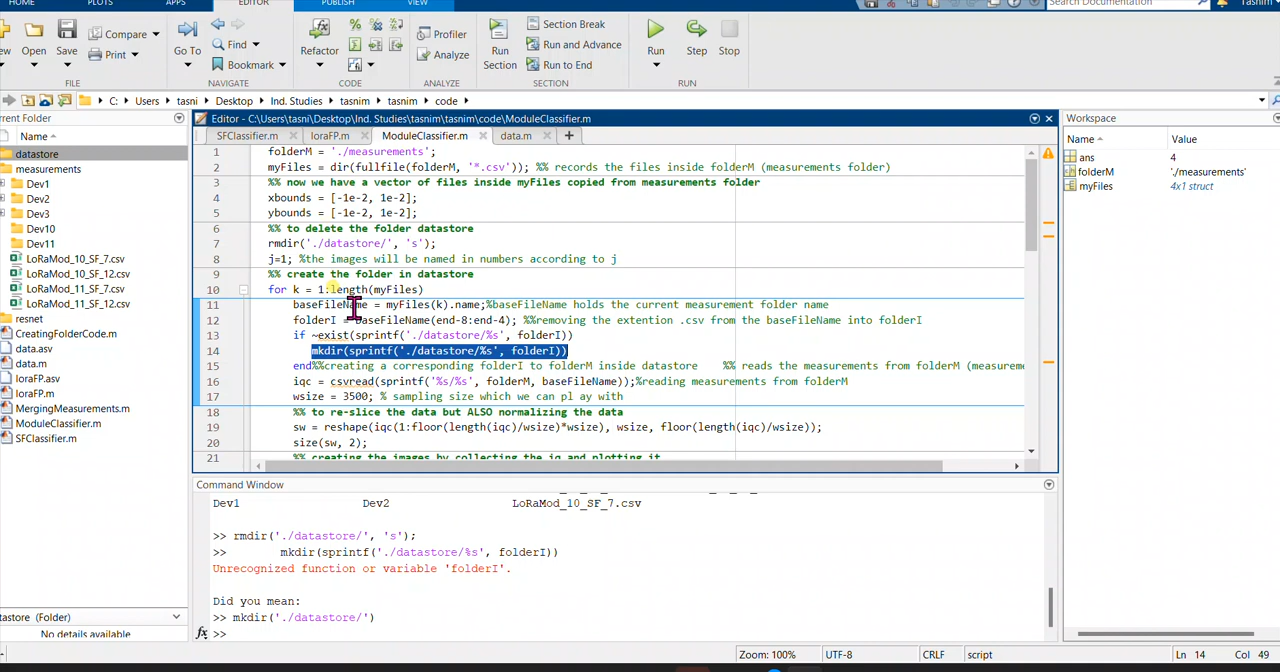 HOME PLOTS APPS EDITOR PUBLISH VIEW Search Documentation Tasnim
Compare Go To Find Refactor Profiler Section Break
Open Save Print Bookmark Analyze Run Section Run and Advance Run to End Run Step Stop
FILE NAVIGATE CODE ANALYZE SECTION RUN
C: Users tasni Desktop Ind. Studies tasnim tasnim code
Editor - C:\Users\tasni\Desktop\Ind. Studies\tasnim\tasnim\code\ModuleClassifier.m
SFClassifier.m loraFP.m ModuleClassifier.m data.m
Name
datastore
measurements
Dev1
Dev2
Dev3
Dev10
Dev11
LoRaMod_10_SF_7.csv
LoRaMod_10_SF_12.csv
LoRaMod_11_SF_7.csv
LoRaMod_11_SF_12.csv
resnet
CreatingFolderCode.m
data.asv
data.m
loraFP.asv
loraFP.m
MergingMeasurements.m
ModuleClassifier.m
SFClassifier.m
(Folder)
No details available
1 folderM = './measurements';
2 myFiles = dir(fullfile(folderM, '*.csv')); %% records the files inside folderM (measurements folder)
3 %% now we have a vector of files inside myFiles copied from measurements folder
4 xbounds = [-1e-2, 1e-2];
5 ybounds = [-1e-2, 1e-2];
6 %% to delete the folder datastore
7 rmdir('./datastore/', 's');
8 j=1; %the images will be named in numbers according to j
9 %% create the folder in datastore
10 for k = 1:length(myFiles)
11 baseFileName = myFiles(k).name;%baseFileName holds the current measurement folder name
12 folderI = baseFileName(end-8:end-4); %%removing the extention .csv from the baseFileName into folderI
13 if ~exist(sprintf('./datastore/%s', folderI))
14 mkdir(sprintf('./datastore/%s', folderI))
15 end%%creating a corresponding folderI to folderM inside datastore %% reads the measurements from folderM
16 iqc = csvread(sprintf('%s/%s', folderM, baseFileName));%reading measurements from folderM
17 wsize = 3500; % sampling size which we can pl ay with
18 %% to re-slice the data but ALSO normalizing the data
19 sw = reshape(iqc(1:floor(length(iqc)/wsize)*wsize), wsize, floor(length(iqc)/wsize));
20 size(sw, 2);
21 %% creating the images by collecting the iq and plotting it
Command Window
Dev1 Dev2 LoRaMod_10_SF_7.csv
>> rmdir('./datastore/', 's');
>> mkdir(sprintf('./datastore/%s', folderI))
Unrecognized function or variable 'folderI'.
Did you mean:
>> mkdir('./datastore/')
fx >>
Workspace
Name Value
ans 4
folderM './measurements'
myFiles 4x1 struct
Zoom: 100% UTF-8 CRLF script Ln 14 Col 49